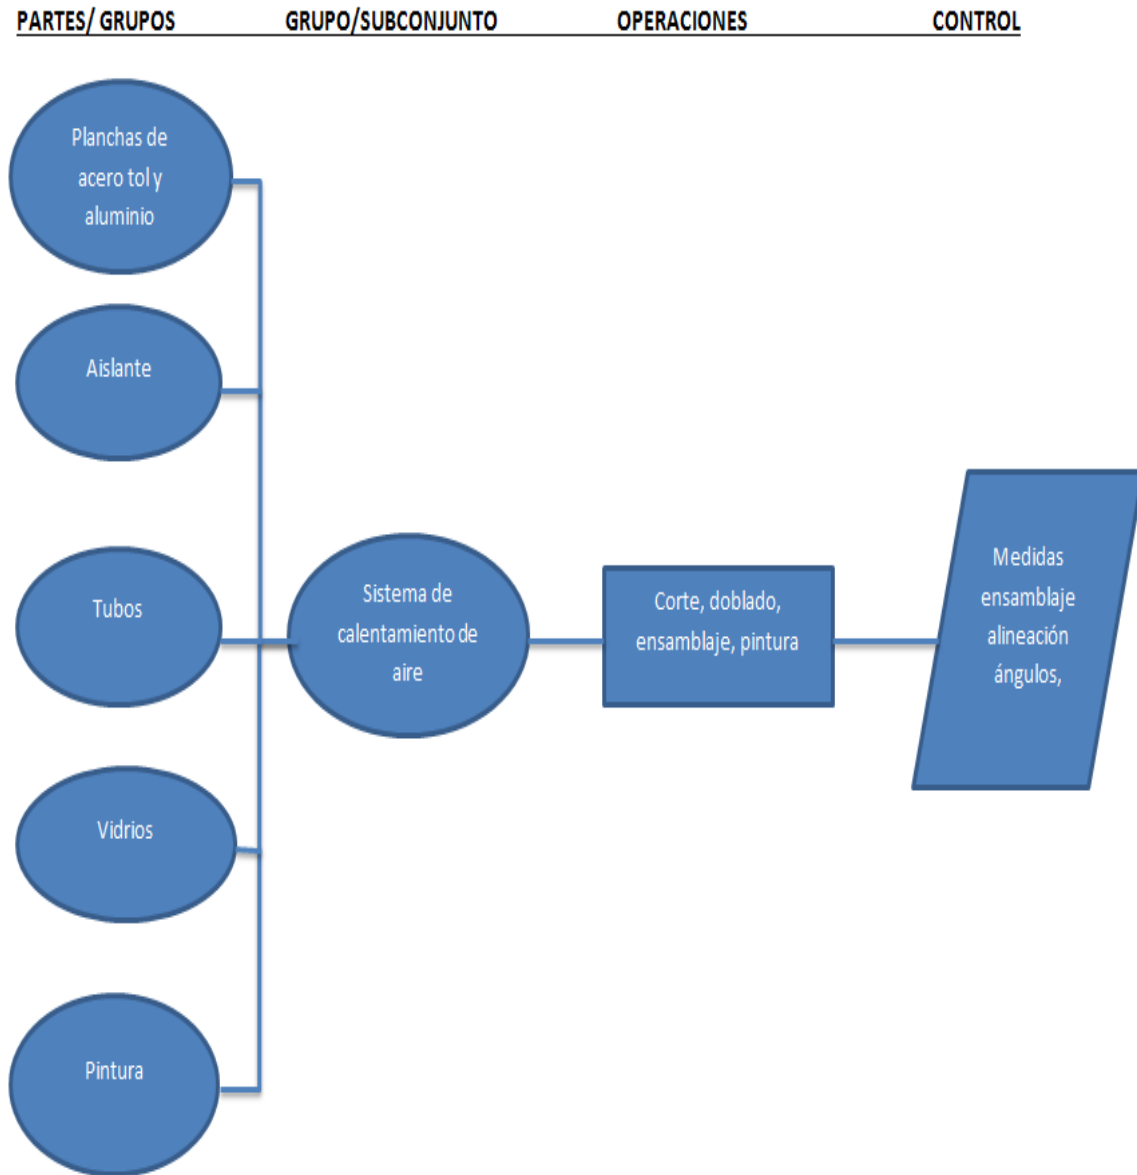 PARTES/ GRUPOS GRUPO/SUBCONJUNTO OPERACIONES CONTROL
Planchas de
acero tol y
aluminio
Aislante
Tubos
Vidrios
Pintura
Sistema de
calentamiento de
aire
Corte, doblado,
ensamblaje, pintura
Medidas
ensamblaje
alineación
ángulos,